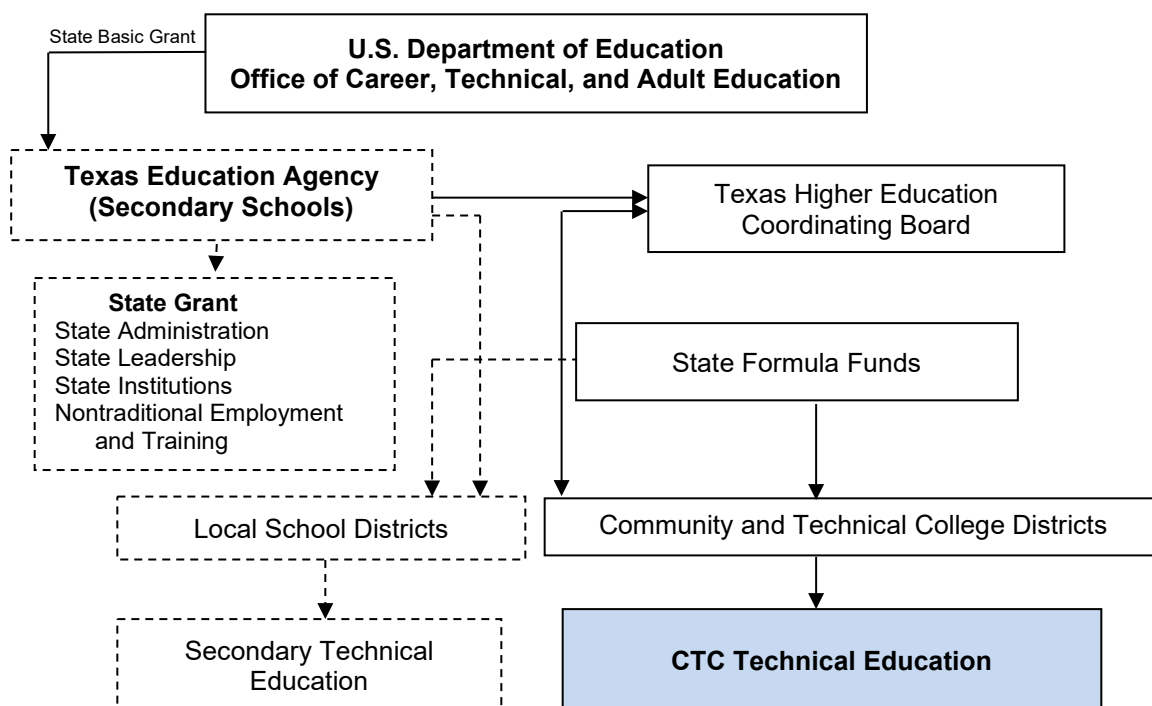 State Basic Grant
U.S. Department of Education
Office of Career, Technical, and Adult Education
Texas Education Agency
(Secondary Schools)
Texas Higher Education
Coordinating Board
State Grant
State Administration
State Leadership
State Institutions
Nontraditional Employment
and Training
State Formula Funds
Local School Districts
Community and Technical College Districts
Secondary Technical
Education
CTC Technical Education